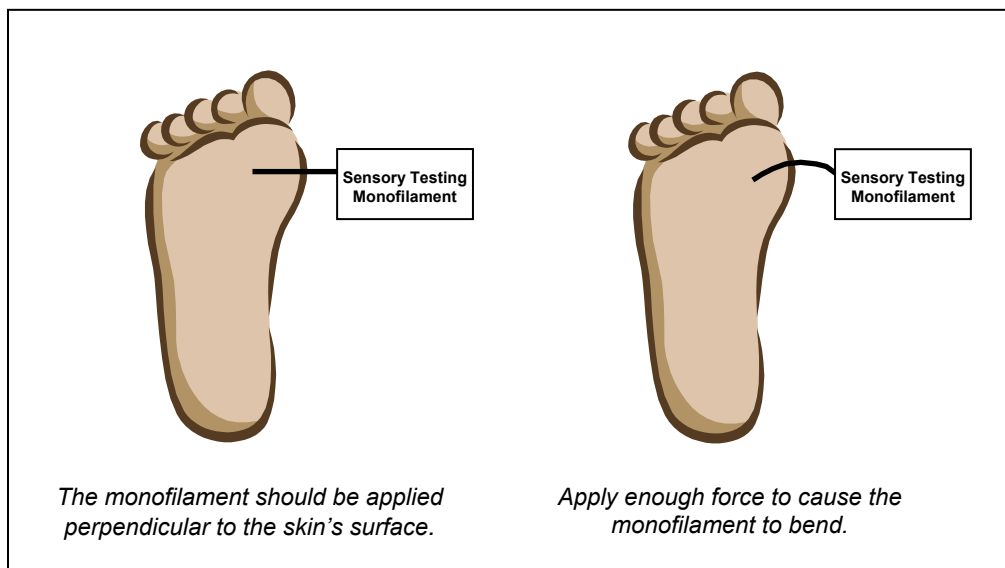 Sensory Testing
Monofilament
Sensory Testing
Monofilament
The monofilament should be applied
perpendicular to the skin's surface.
Apply enough force to cause the
monofilament to bend.